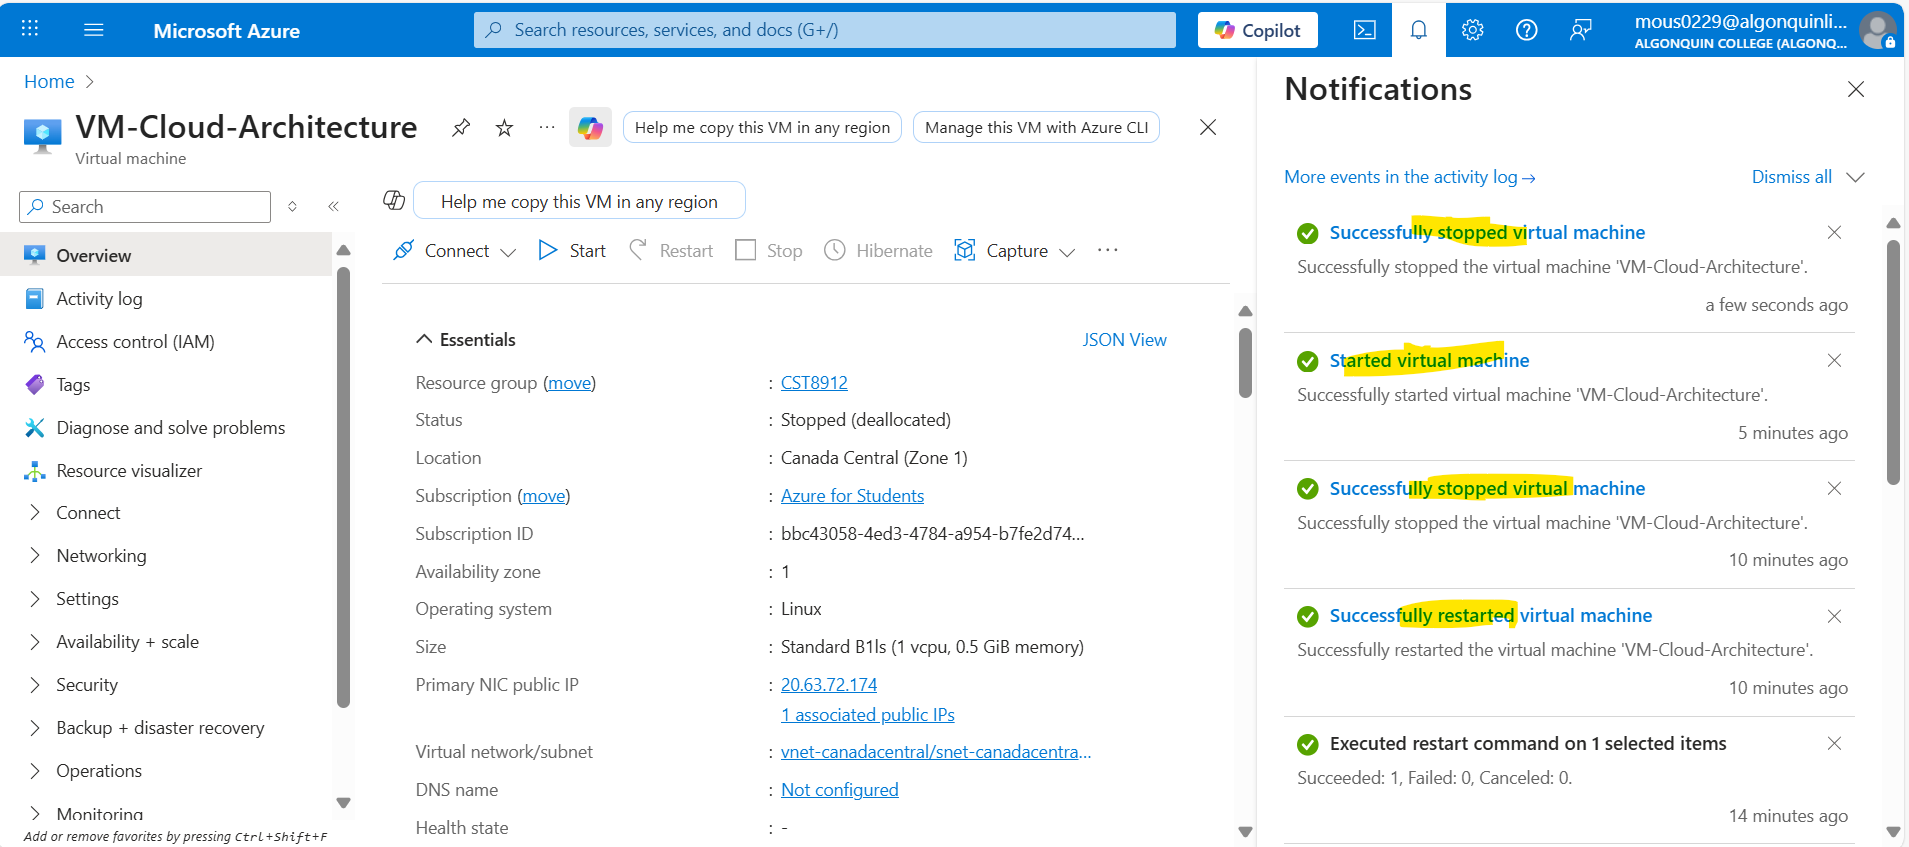 Microsoft Azure
Search resources, services, and docs (G+/)
Copilot
mous0229@algonquinli...
ALGONQUIN COLLEGE (ALGONQ...
Home
VM-Cloud-Architecture
Virtual machine
Help me copy this VM in any region
Manage this VM with Azure CLI
Search
Overview
Activity log
Access control (IAM)
Tags
Diagnose and solve problems
Resource visualizer
Connect
Networking
Settings
Availability + scale
Security
Backup + disaster recovery
Operations
Monitoring
Add or remove favorites by pressing Ctrl+Shift+F
Help me copy this VM in any region
Connect
Start
Restart
Stop
Hibernate
Capture
Essentials
JSON View
Resource group (move) : CST8912
Status : Stopped (deallocated)
Location : Canada Central (Zone 1)
Subscription (move) : Azure for Students
Subscription ID : bbc43058-4ed3-4784-a954-b7fe2d74...
Availability zone : 1
Operating system : Linux
Size : Standard B1ls (1 vcpu, 0.5 GiB memory)
Primary NIC public IP : 20.63.72.174
1 associated public IPs
Virtual network/subnet : vnet-canadacentral/snet-canadacentra...
DNS name : Not configured
Health state : -
Notifications
More events in the activity log→
Dismiss all
Successfully stopped virtual machine
Successfully stopped the virtual machine 'VM-Cloud-Architecture'.
a few seconds ago
Started virtual machine
Successfully started virtual machine 'VM-Cloud-Architecture'.
5 minutes ago
Successfully stopped virtual machine
Successfully stopped the virtual machine 'VM-Cloud-Architecture'.
10 minutes ago
Successfully restarted virtual machine
Successfully restarted the virtual machine 'VM-Cloud-Architecture'.
10 minutes ago
Executed restart command on 1 selected items
Succeeded: 1, Failed: 0, Canceled: 0.
14 minutes ago